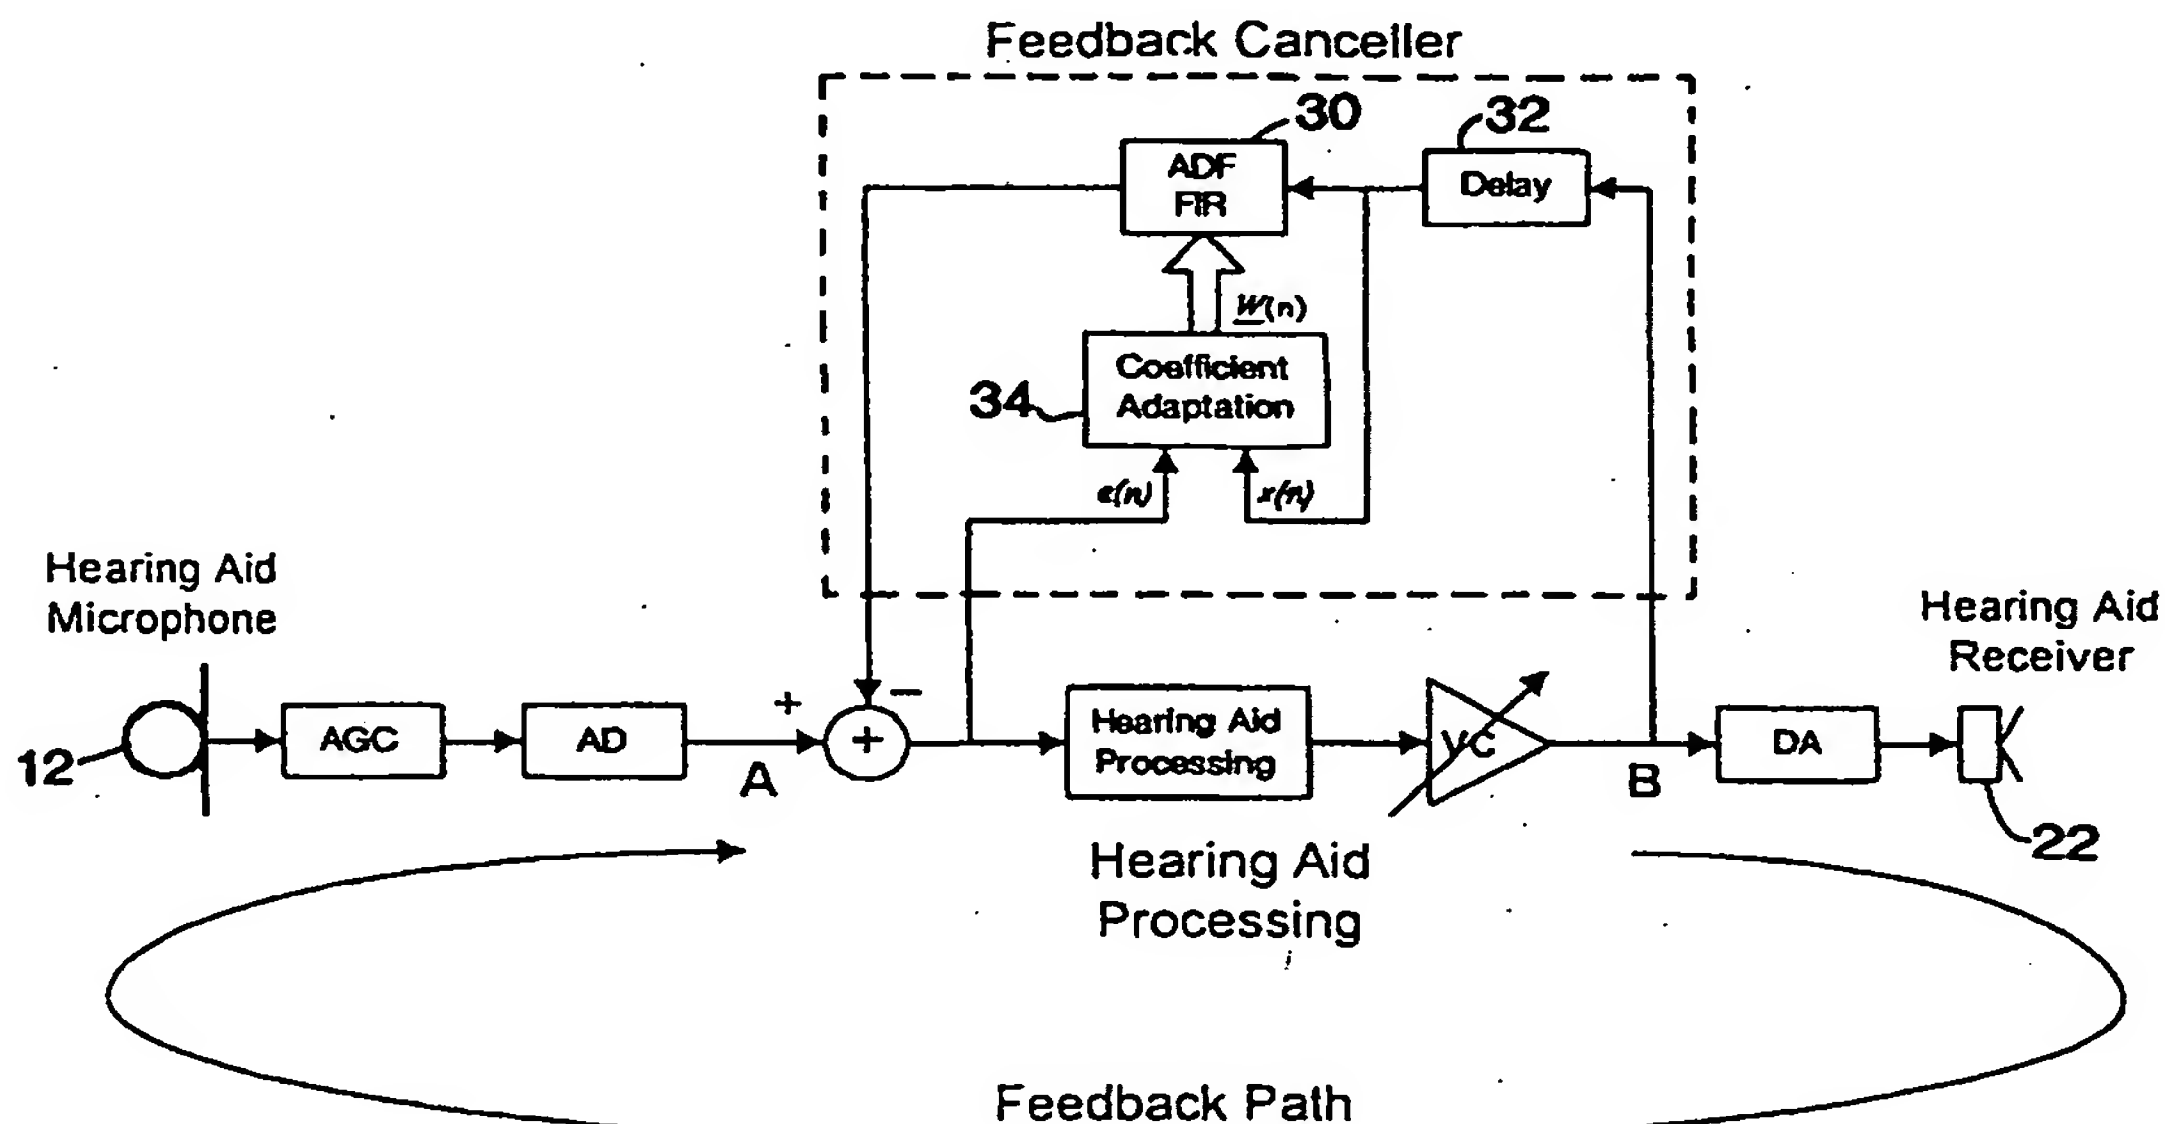 Feedback Canceller
30
32
ADF
FIR
Delay
W(n)
Coefficient
Adaptation
34
e(n)
x(n)
Hearing Aid
Microphone
Hearing Aid
Receiver
+
−
12
AGC
AD
A
+
Hearing Aid
Processing
VC
B
DA
22
Hearing Aid
Processing
Feedback Path